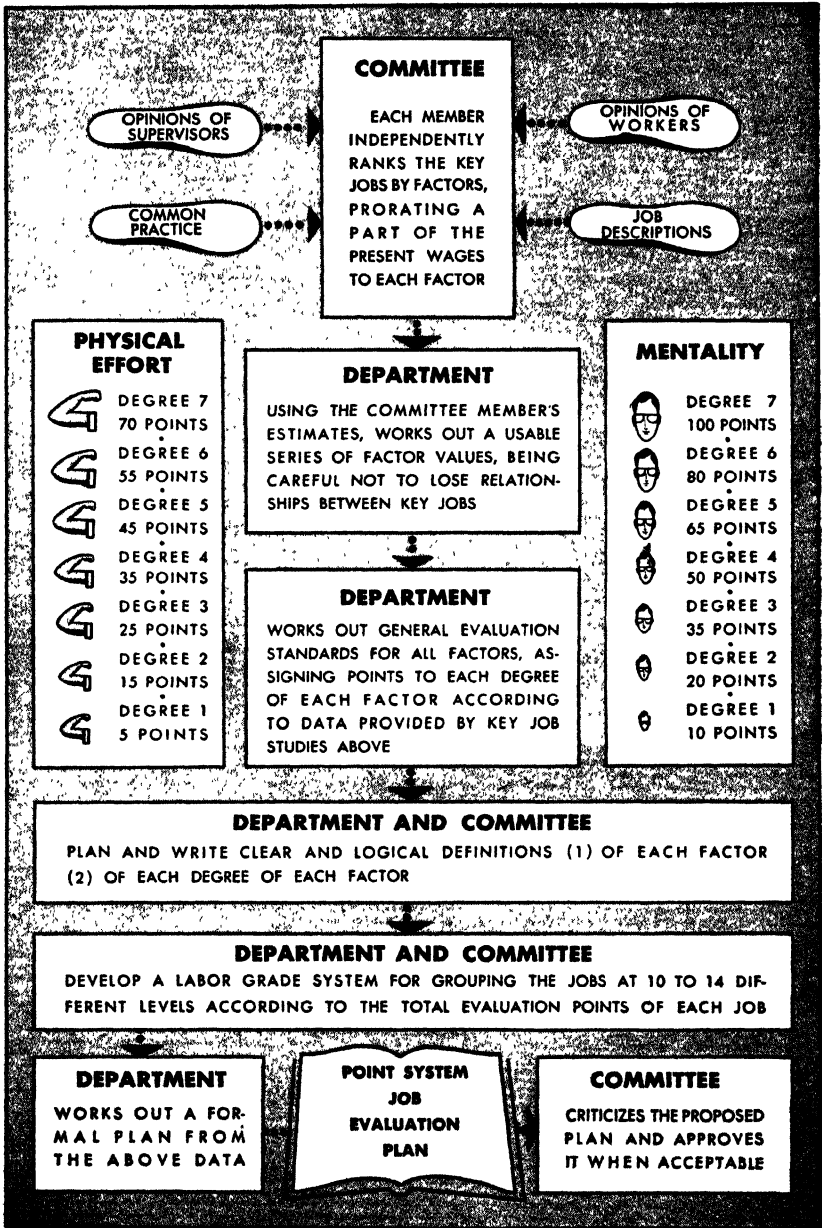 COMMITTEE
EACH MEMBER
INDEPENDENTLY
RANKS THE KEY
JOBS BY FACTORS,
PRORATING A
PART OF THE
PRESENT WAGES
TO EACH FACTOR
OPINIONS OF
SUPERVISORS
COMMON
PRACTICE
OPINIONS OF
WORKERS
JOB
DESCRIPTIONS
PHYSICAL
EFFORT
DEGREE 7
70 POINTS
DEGREE 6
55 POINTS
DEGREE 5
45 POINTS
DEGREE 4
35 POINTS
DEGREE 3
25 POINTS
DEGREE 2
15 POINTS
DEGREE 1
5 POINTS
DEPARTMENT
USING THE COMMITTEE MEMBER'S
ESTIMATES, WORKS OUT A USABLE
SERIES OF FACTOR VALUES, BEING
CAREFUL NOT TO LOSE RELATION-
SHIPS BETWEEN KEY JOBS
DEPARTMENT
WORKS OUT GENERAL EVALUATION
STANDARDS FOR ALL FACTORS, AS-
SIGNING POINTS TO EACH DEGREE
OF EACH FACTOR ACCORDING
TO DATA PROVIDED BY KEY JOB
STUDIES ABOVE
MENTALITY
DEGREE 7
100 POINTS
DEGREE 6
80 POINTS
DEGREE 5
65 POINTS
DEGREE 4
50 POINTS
DEGREE 3
35 POINTS
DEGREE 2
20 POINTS
DEGREE 1
10 POINTS
DEPARTMENT AND COMMITTEE
PLAN AND WRITE CLEAR AND LOGICAL DEFINITIONS (1) OF EACH FACTOR
(2) OF EACH DEGREE OF EACH FACTOR
DEPARTMENT AND COMMITTEE
DEVELOP A LABOR GRADE SYSTEM FOR GROUPING THE JOBS AT 10 TO 14 DIF-
FERENT LEVELS ACCORDING TO THE TOTAL EVALUATION POINTS OF EACH JOB
DEPARTMENT
WORKS OUT A FOR-
MAL PLAN FROM
THE ABOVE DATA
POINT SYSTEM
JOB
EVALUATION
PLAN
COMMITTEE
CRITICIZES THE PROPOSED
PLAN AND APPROVES
IT WHEN ACCEPTABLE